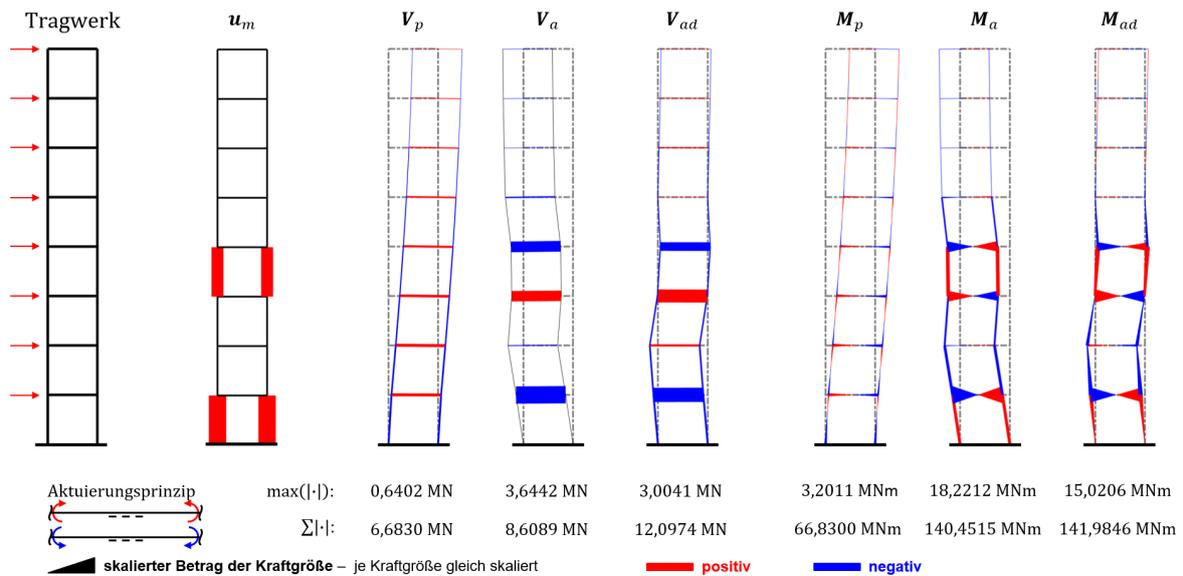 Tragwerk u_m V_p V_a V_ad M_p M_a M_ad
Aktuierungsprinzip max(|·|): 0,6402 MN 3,6442 MN 3,0041 MN 3,2011 MNm 18,2212 MNm 15,0206 MNm
∑|·|: 6,6830 MN 8,6089 MN 12,0974 MN 66,8300 MNm 140,4515 MNm 141,9846 MNm
skalierter Betrag der Kraftgröße – je Kraftgröße gleich skaliert positiv negativ